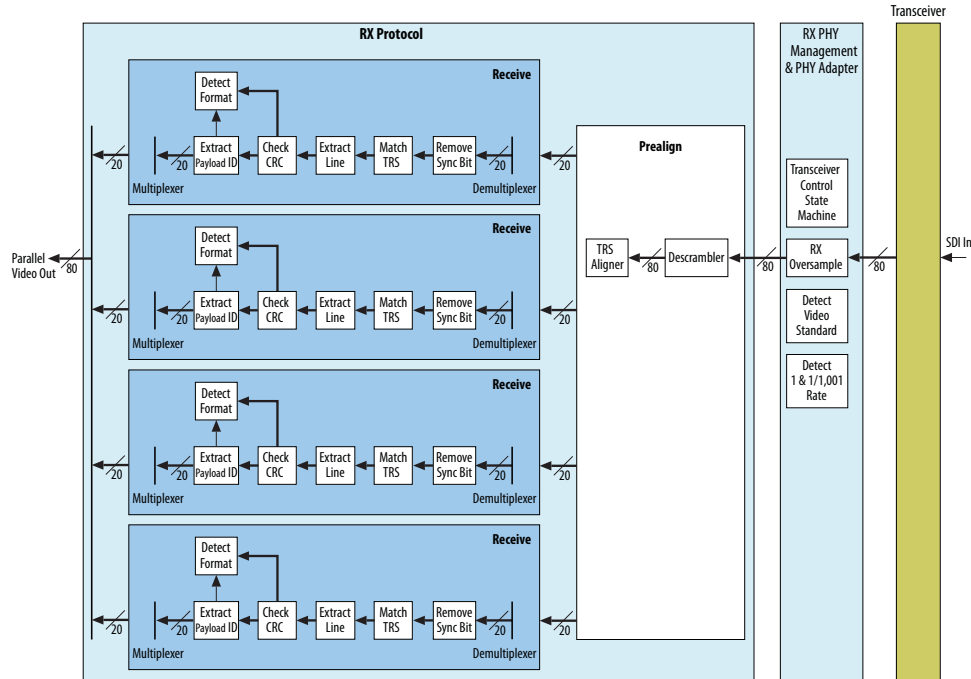 Transceiver
RX Protocol
RX PHY
Management
& PHY Adapter
Receive
Detect
Format
Extract
Payload ID
Check
CRC
Extract
Line
Match
TRS
Remove
Sync Bit
20
20
20
20
Multiplexer
Demultiplexer
Prealign
Transceiver
Control
State
Machine
Receive
Detect
Format
Extract
Payload ID
Check
CRC
Extract
Line
Match
TRS
Remove
Sync Bit
20
20
20
20
Multiplexer
Demultiplexer
Parallel
Video Out
80
TRS
Aligner
80
Descrambler
80
RX
Oversample
80
SDI In
Detect
Video
Standard
Detect
1 & 1/1,001
Rate
Receive
Detect
Format
Extract
Payload ID
Check
CRC
Extract
Line
Match
TRS
Remove
Sync Bit
20
20
20
20
Multiplexer
Demultiplexer
Receive
Detect
Format
Extract
Payload ID
Check
CRC
Extract
Line
Match
TRS
Remove
Sync Bit
20
20
20
20
Multiplexer
Demultiplexer